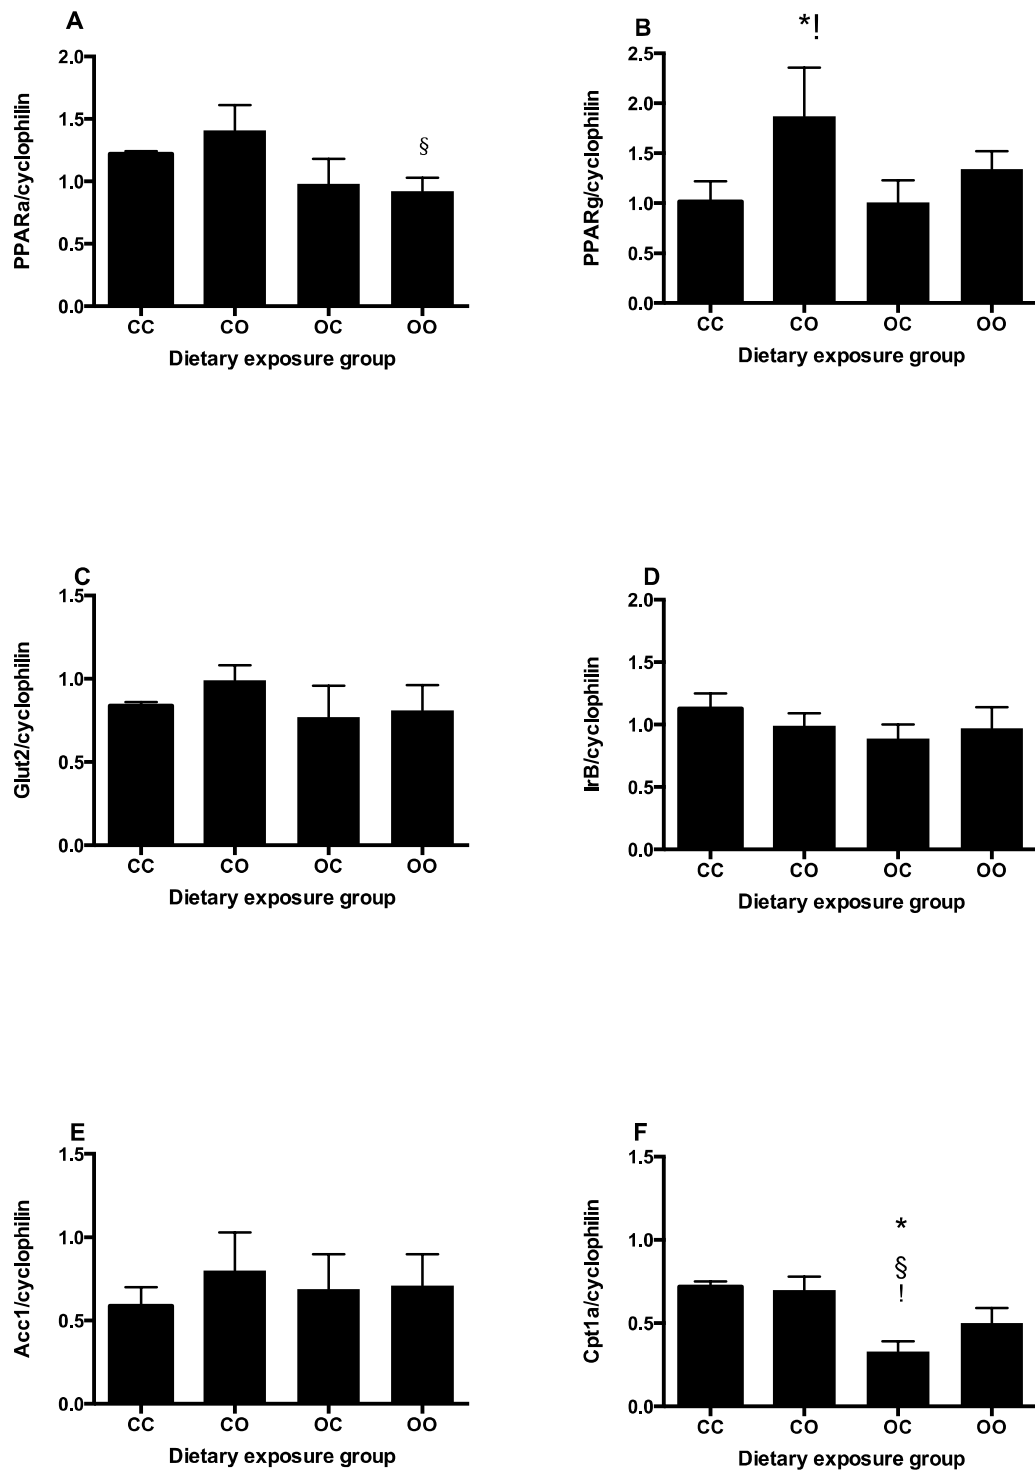 A
PPARa/cyclophilin
2.0
1.5
1.0
0.5
0.0
§
CC CO OC OO
Dietary exposure group
B
*!
PPARg/cyclophilin
2.5
2.0
1.5
1.0
0.5
0.0
CC CO OC OO
Dietary exposure group
C
Glut2/cyclophilin
1.5
1.0
0.5
0.0
CC CO OC OO
Dietary exposure group
D
IrB/cyclophilin
2.0
1.5
1.0
0.5
0.0
CC CO OC OO
Dietary exposure group
E
Acc1/cyclophilin
1.5
1.0
0.5
0.0
CC CO OC OO
Dietary exposure group
F
Cpt1a/cyclophilin
1.5
1.0
0.5
0.0
*
§
!
CC CO OC OO
Dietary exposure group